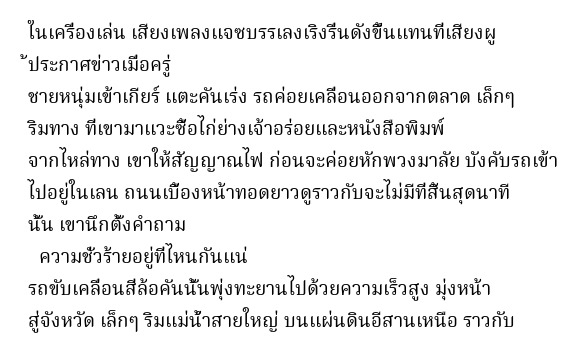 ในเครื่องเล่น เสียงเพลงแจซบรรเลงเริงรื่นดังขึ้นแทนที่เสียงผู
้ประกาศข่าวเมื่อครู่
ชายหนุ่มเข้าเกียร์ แตะคันเร่ง รถค่อยเคลื่อนออกจากตลาด เล็กๆ
ริมทาง ที่เขามาแวะซื้อไก่ย่างเจ้าอร่อยและหนังสือพิมพ์
จากไหล่ทาง เขาให้สัญญาณไฟ ก่อนจะค่อยหักพวงมาลัย บังคับรถเข้า
ไปอยู่ในเลน ถนนเบื้องหน้าทอดยาวดูราวกับจะไม่มีที่สิ้นสุดนาที
นั้น เขานึกตั้งคำถาม
ความชั่วร้ายอยู่ที่ไหนกันแน่
รถขับเคลื่อนสี่ล้อคันนั้นพุ่งทะยานไปด้วยความเร็วสูง มุ่งหน้า
สู่จังหวัด เล็กๆ ริมแม่น้ำสายใหญ่ บนแผ่นดินอีสานเหนือ ราวกับ